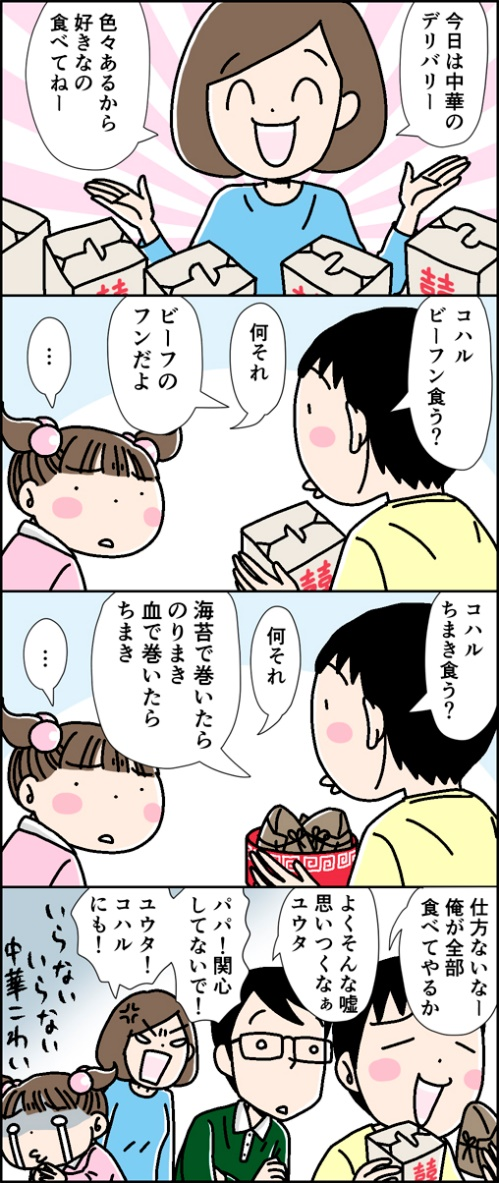 今日は中華の
デリバリー
色々あるから
好きなの
食べてねー
囍
囍
コハル
ビーフン食う?
何それ
ビーフの
フンだよ
…
囍
コハル
ちまき食う?
何それ
海苔で巻いたら
のりまき
血で巻いたら
ちまき
…
仕方ないなー
俺が全部
食べてやるか
よくそんな嘘
思いつくなぁ
ユウタ
パパ!関心
してないで!
ユウタ!
コハル
にも!
いらない
いらない
中華こわい
囍